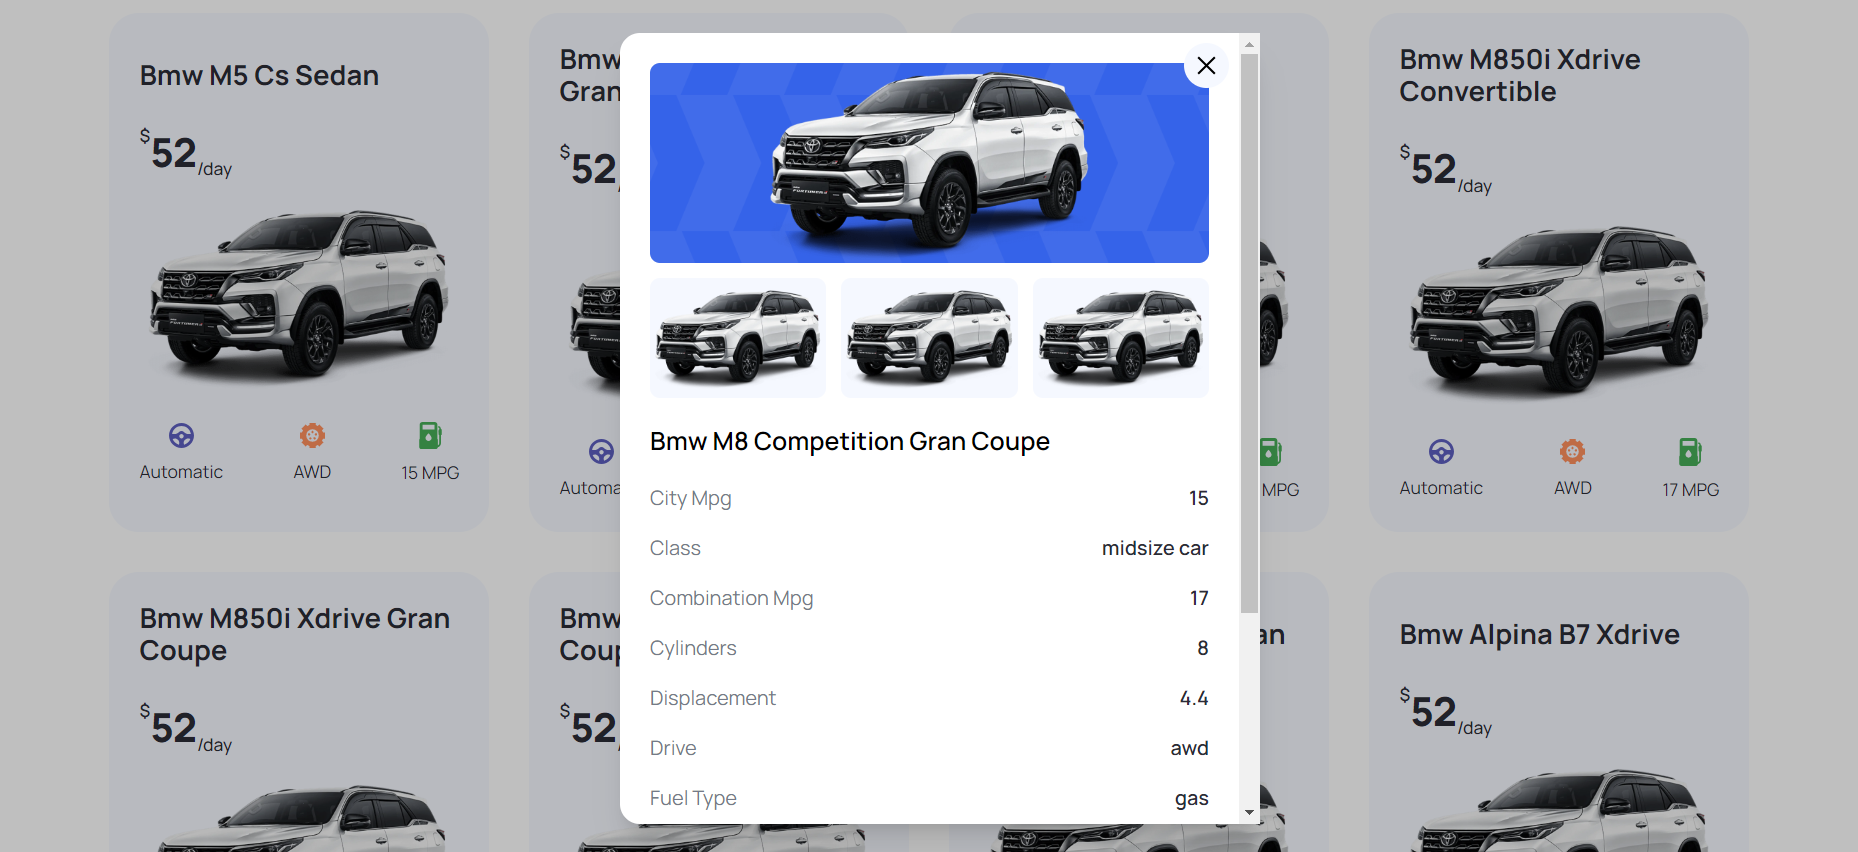 Bmw M5 Cs Sedan
$52/day
Automatic
AWD
15 MPG
Bmw
Gran
$52/
Automa
MPG
Bmw M850i Xdrive
Convertible
$52/day
Automatic
AWD
17 MPG
Bmw M850i Xdrive Gran
Coupe
$52/day
Bmw
Coup
$52/
an
Bmw Alpina B7 Xdrive
$52/day
FORTUNER
Bmw M8 Competition Gran Coupe
City Mpg 15
Class midsize car
Combination Mpg 17
Cylinders 8
Displacement 4.4
Drive awd
Fuel Type gas